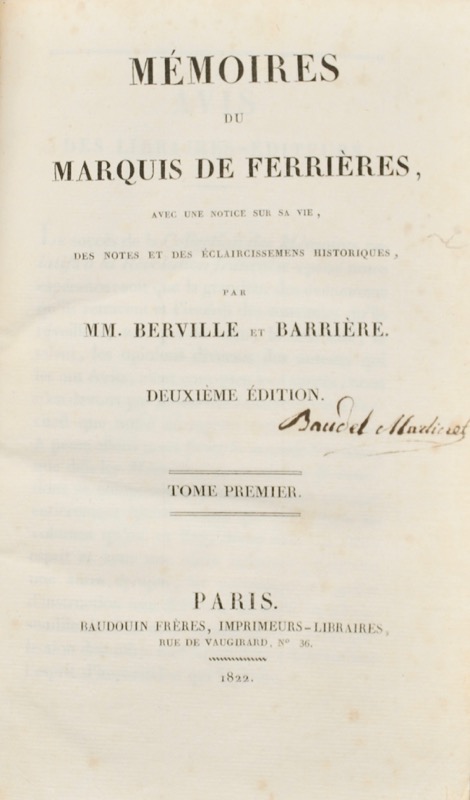 MÉMOIRES
DU
MARQUIS DE FERRIÈRES,
AVEC UNE NOTICE SUR SA VIE,
DES NOTES ET DES ÉCLAIRCISSEMENS HISTORIQUES,
PAR
MM. BERVILLE ET BARRIÈRE.
DEUXIÈME ÉDITION.
Baudel
TOME PREMIER.
PARIS.
BAUDOUIN FRÈRES, IMPRIMEURS-LIBRAIRES,
RUE DE VAUGIRARD, N° 36.
1822.